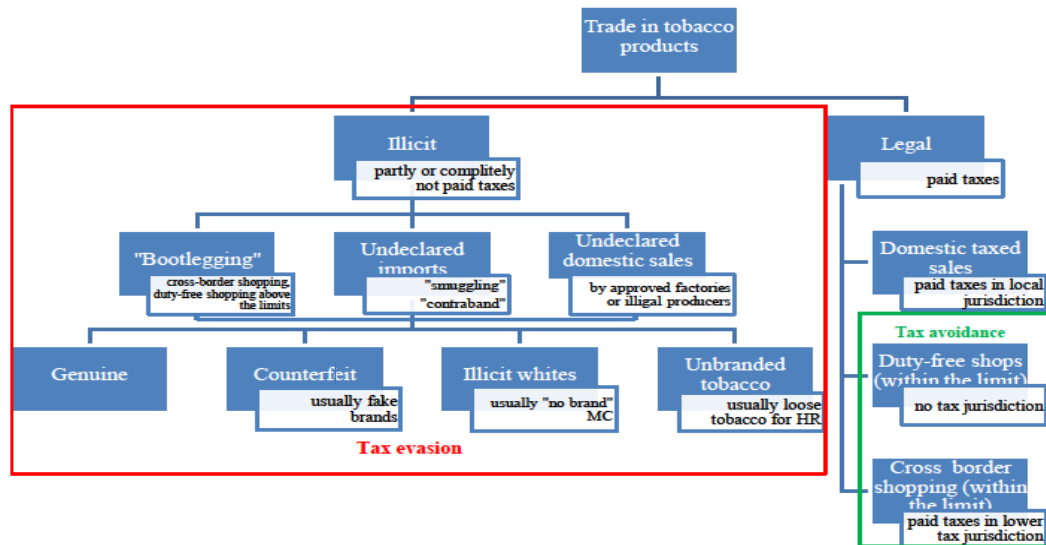 Trade in tobacco
products
Illicit
partly or complitely
not paid taxes
Legal
paid taxes
"Bootlegging"
cross-border shopping,
duty-free shopping above
the limits
Undeclared
imports
"smuggling"
"contraband"
Undeclared
domestic sales
by approved factories
or illigal producers
Domestic taxed
sales
paid taxes in local
jurisdiction
Tax avoidance
Genuine
Counterfeit
usually fake
brands
Illicit whites
usually "no brand"
MC
Unbranded
tobacco
usually loose
tobacco for HR
Duty-free shops
(within the limit)
no tax jurisdiction
Tax evasion
Cross border
shopping (within
the limit)
paid taxes in lower
tax jurisdiction